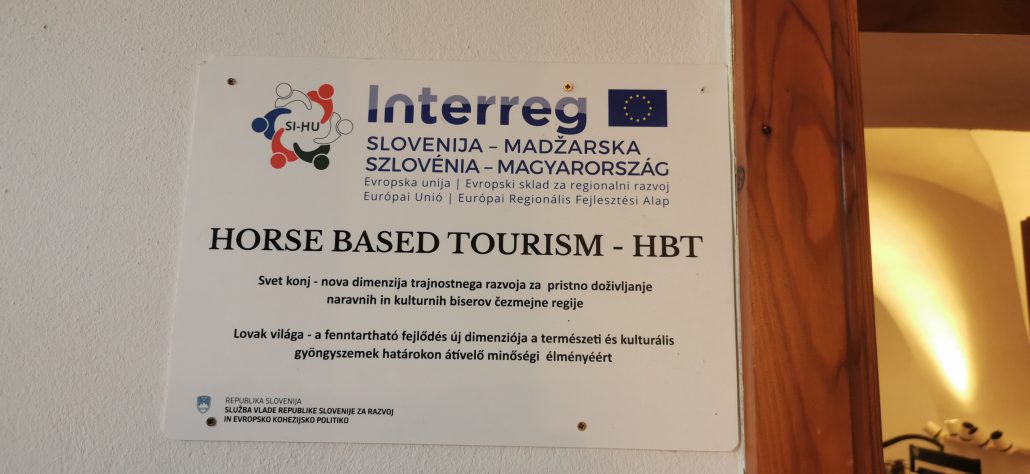 SI-HU
Interreg
SLOVENIJA – MADŽARSKA
SZLOVÉNIA – MAGYARORSZÁG
Evropska unija | Evropski sklad za regionalni razvoj
Európai Unió | Európai Regionális Fejlesztési Alap
HORSE BASED TOURISM - HBT
Svet konj - nova dimenzija trajnostnega razvoja za pristno doživljanje
naravnih in kulturnih biserov čezmejne regije
Lovak világa - a fenntartható fejlődés új dimenziója a természeti és kulturális
gyöngyszemek határokon átívelő minőségi élményéért
REPUBLIKA SLOVENIJA
SLUŽBA VLADE REPUBLIKE SLOVENIJE ZA RAZVOJ
IN EVROPSKO KOHEZIJSKO POLITIKO